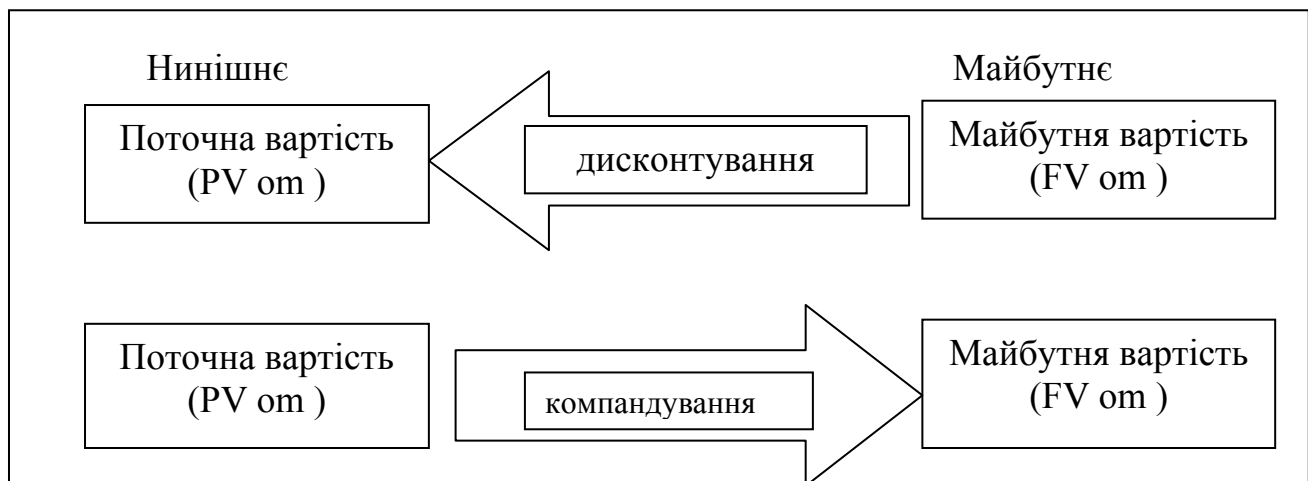 Нинішнє
Майбутнє
Поточна вартість
(PV om )
дисконтування
Майбутня вартість
(FV om )
Поточна вартість
(PV om )
компандування
Майбутня вартість
(FV om )